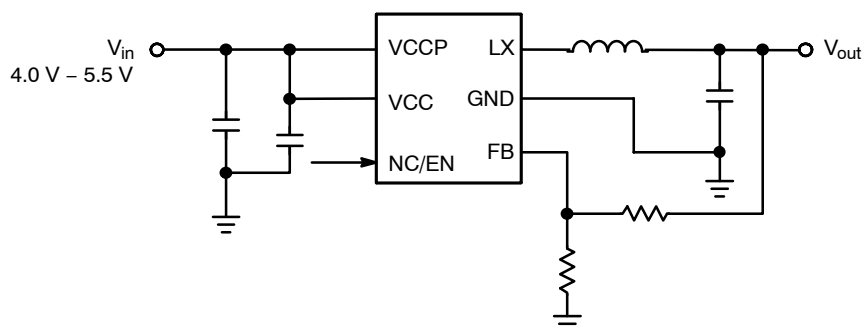 V_in
4.0 V – 5.5 V
VCCP
VCC
NC/EN
LX
GND
FB
V_out